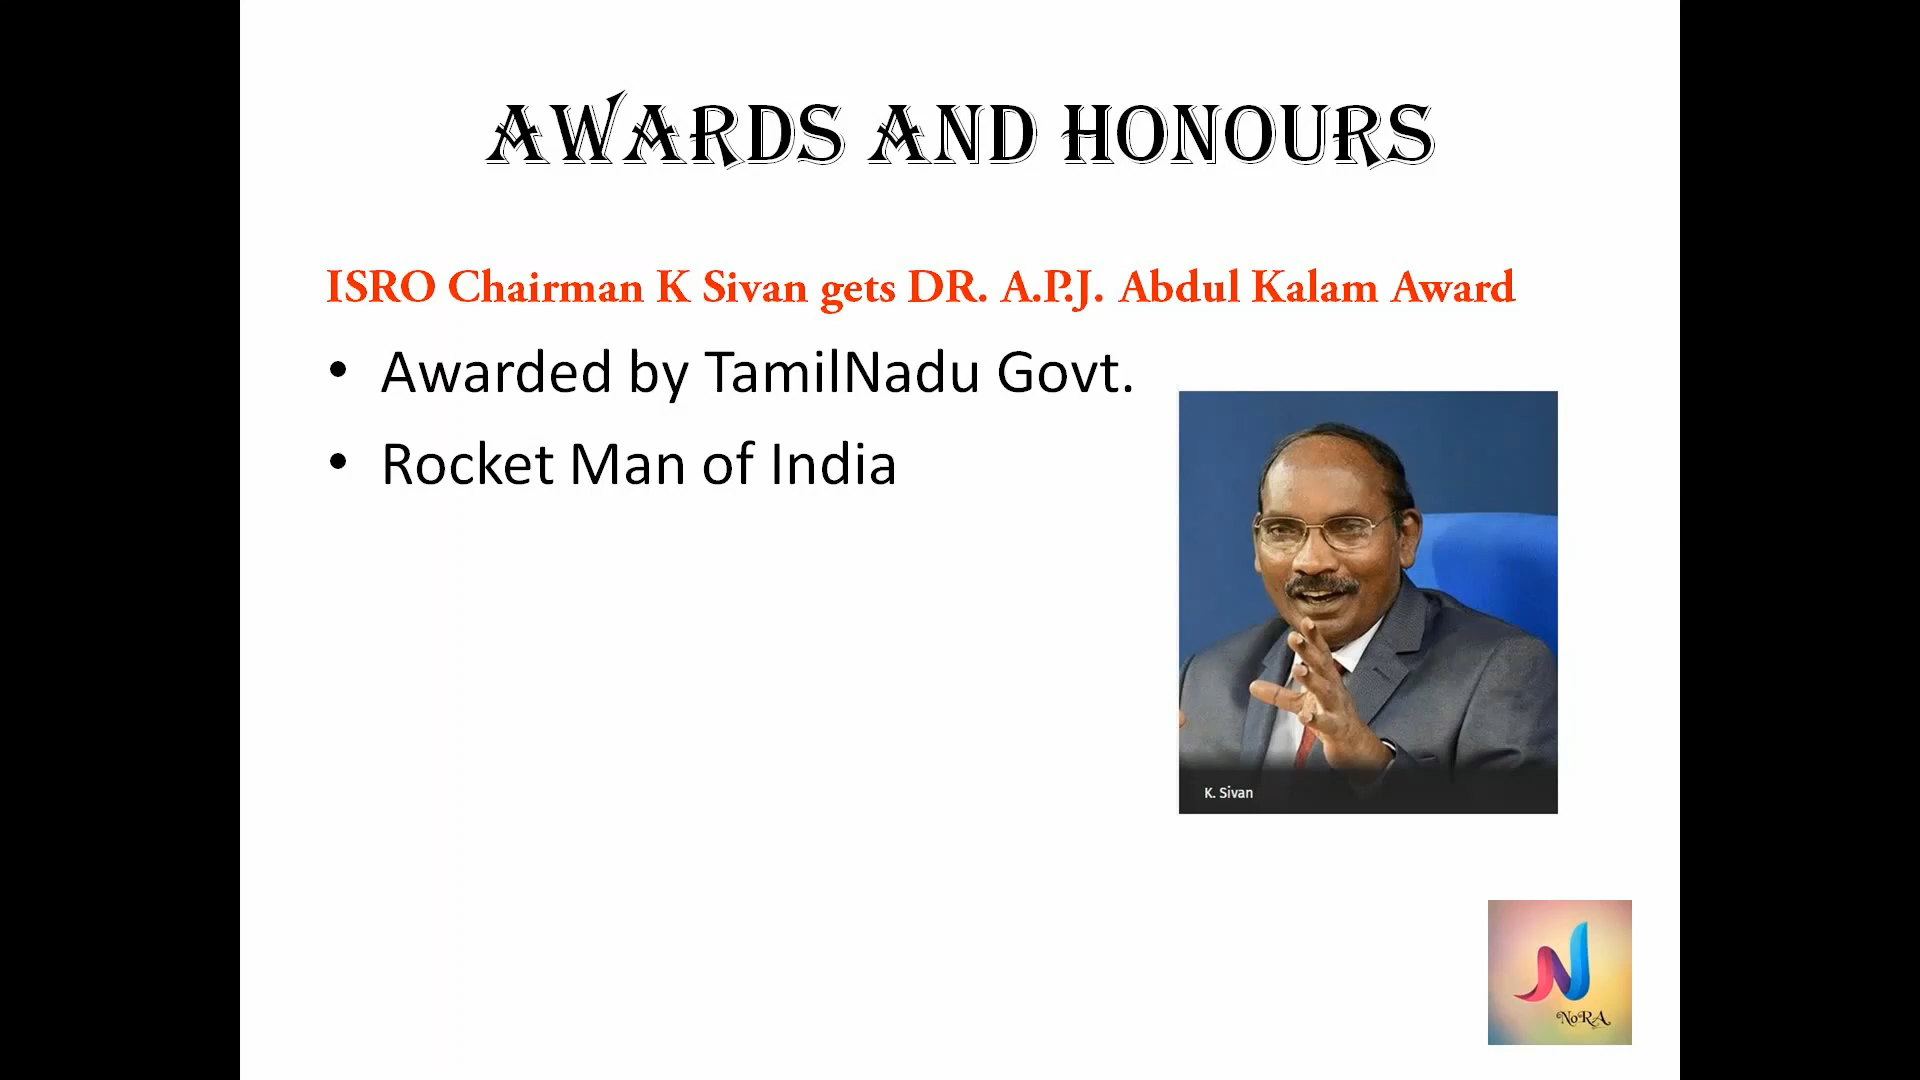 AWARDS AND HONOURS
ISRO Chairman K Sivan gets DR. A.P.J. Abdul Kalam Award
• Awarded by TamilNadu Govt.
• Rocket Man of India
K. Sivan
NoRA